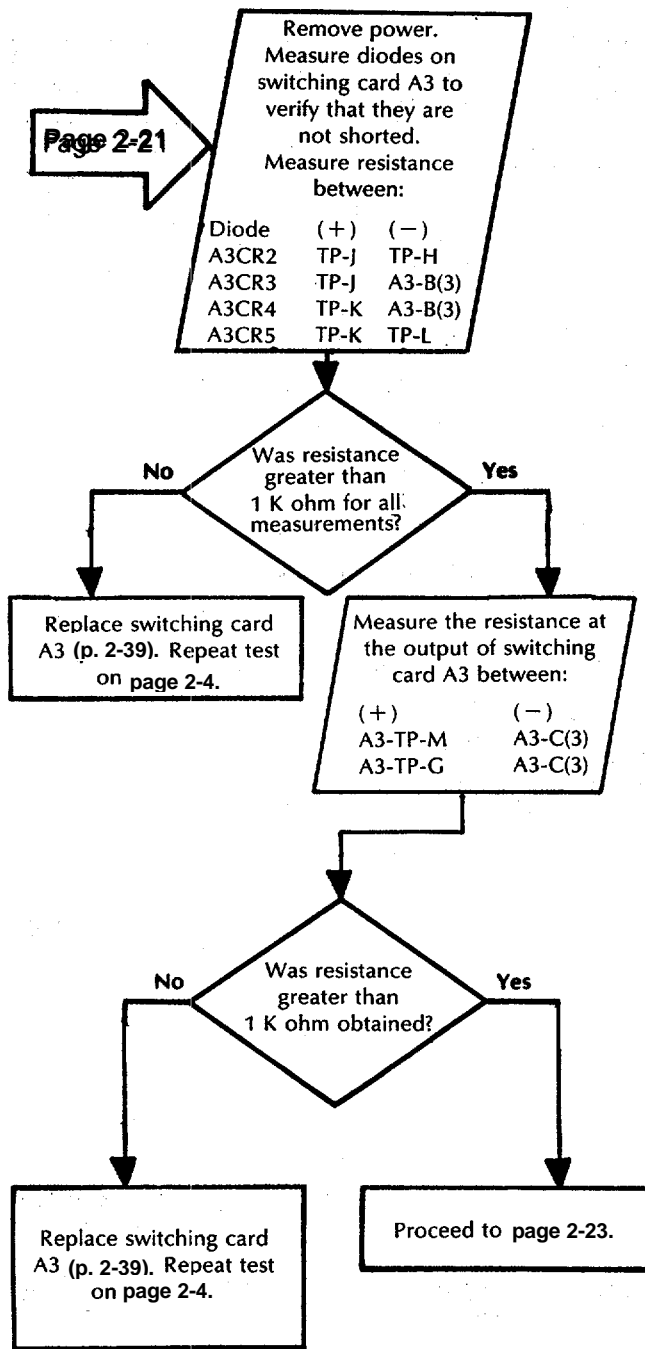 Page 2-21
Remove power.
Measure diodes on
switching card A3 to
verify that they are
not shorted.
Measure resistance
between:
Diode (+) (−)
A3CR2 TP-J TP-H
A3CR3 TP-J A3-B(3)
A3CR4 TP-K A3-B(3)
A3CR5 TP-K TP-L
Was resistance
greater than
1 K ohm for all
measurements?
No
Yes
Replace switching card
A3 (p. 2-39). Repeat test
on page 2-4.
Measure the resistance at
the output of switching
card A3 between:
(+) (−)
A3-TP-M A3-C(3)
A3-TP-G A3-C(3)
Was resistance
greater than
1 K ohm obtained?
No
Yes
Replace switching card
A3 (p. 2-39). Repeat test
on page 2-4.
Proceed to page 2-23.